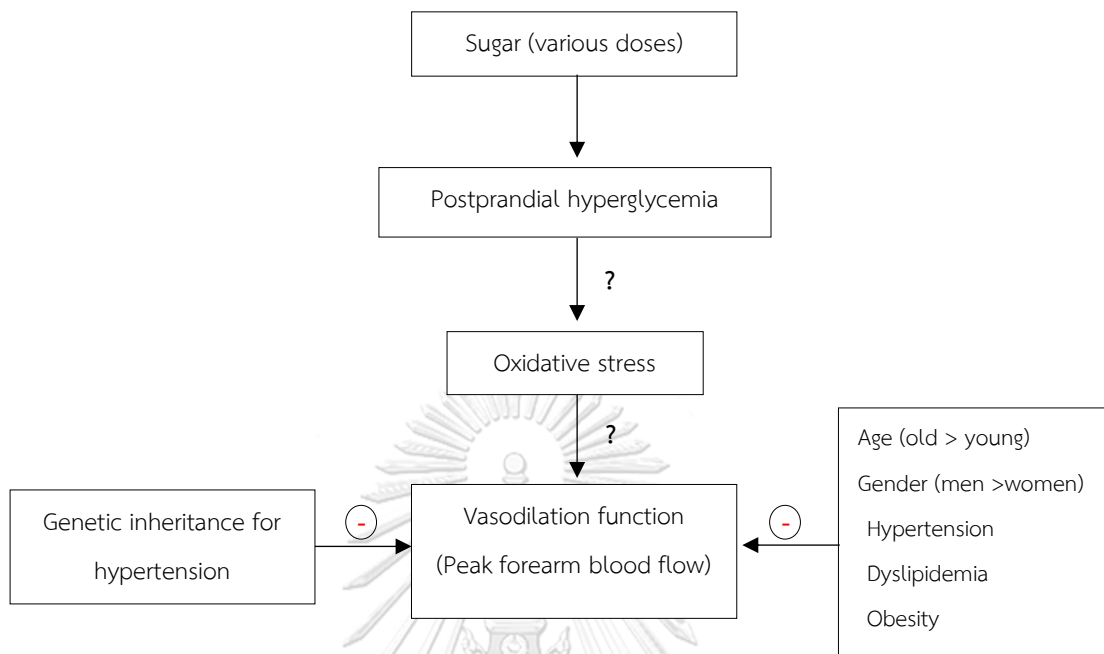 Sugar (various doses)
Postprandial hyperglycemia
?
Oxidative stress
?
Genetic inheritance for
hypertension
-
Vasodilation function
(Peak forearm blood flow)
-
Age (old > young)
Gender (men >women)
Hypertension
Dyslipidemia
Obesity